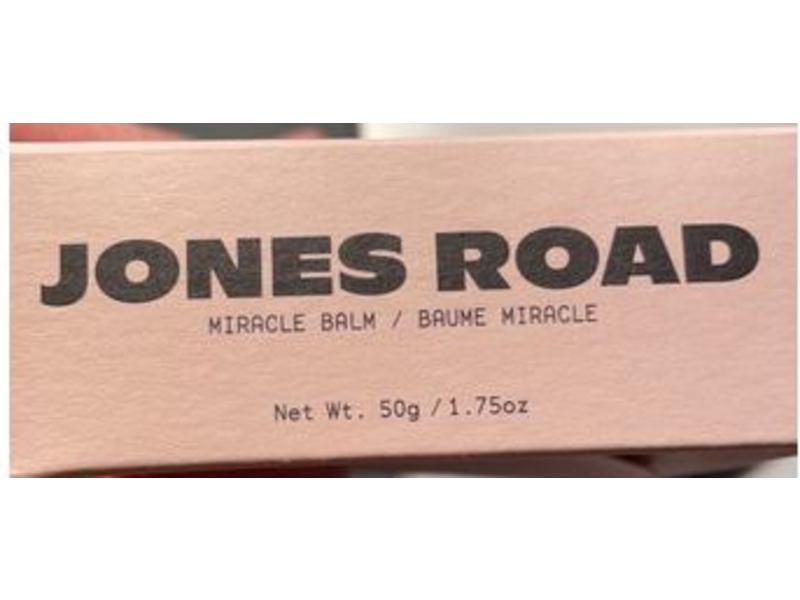 JONES ROAD
MIRACLE BALM / BAUME MIRACLE
Net Wt. 50g / 1.75oz